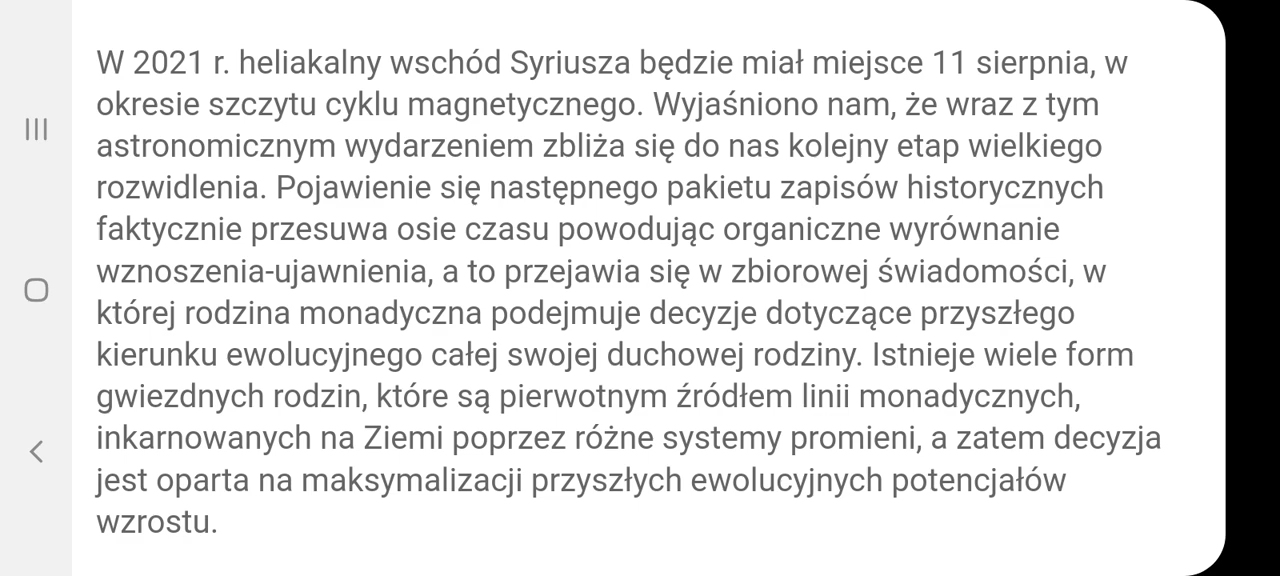 W 2021 r. heliakalny wschód Syriusza będzie miał miejsce 11 sierpnia, w
okresie szczytu cyklu magnetycznego. Wyjaśniono nam, że wraz z tym
astronomicznym wydarzeniem zbliża się do nas kolejny etap wielkiego
rozwidlenia. Pojawienie się następnego pakietu zapisów historycznych
faktycznie przesuwa osie czasu powodując organiczne wyrównanie
wznoszenia-ujawnienia, a to przejawia się w zbiorowej świadomości, w
której rodzina monadyczna podejmuje decyzje dotyczące przyszłego
kierunku ewolucyjnego całej swojej duchowej rodziny. Istnieje wiele form
gwiezdnych rodzin, które są pierwotnym źródłem linii monadycznych,
inkarnowanych na Ziemi poprzez różne systemy promieni, a zatem decyzja
jest oparta na maksymalizacji przyszłych ewolucyjnych potencjałów
wzrostu.